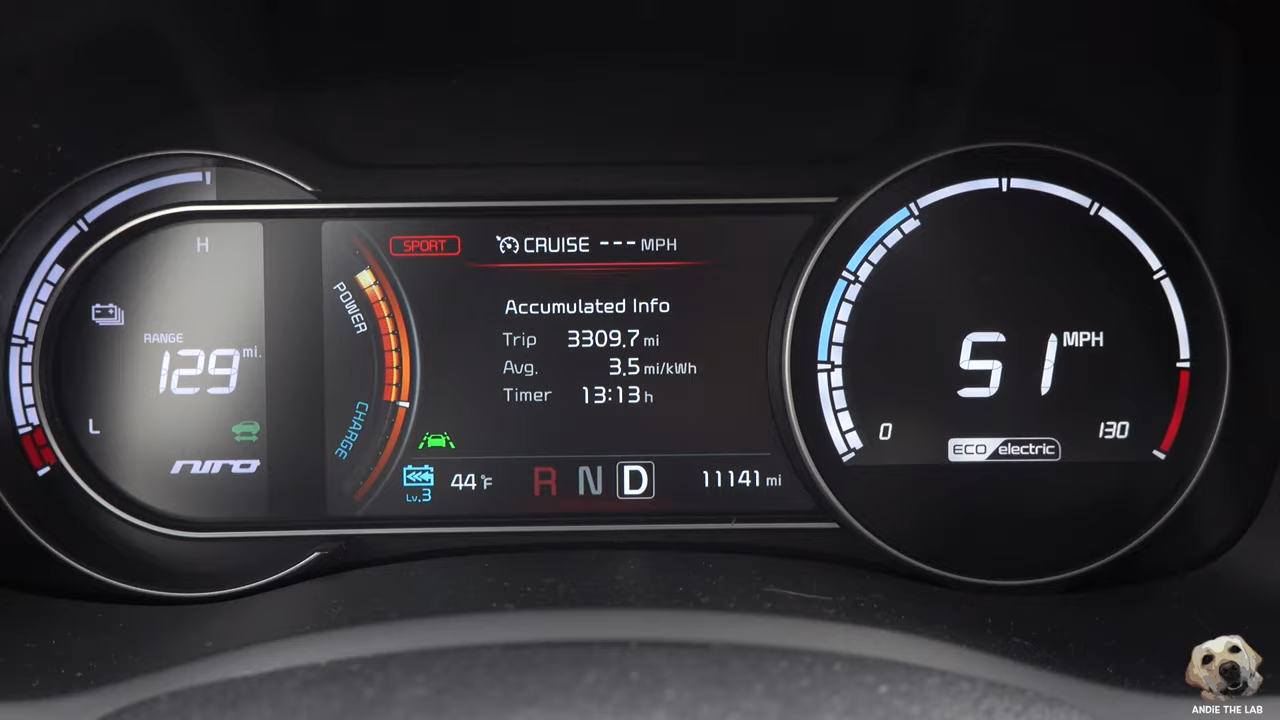 H
RANGE
129 mi.
L
niro
POWER
CHARGE
SPORT
CRUISE --- MPH
Accumulated Info
Trip 3309.7 mi
Avg. 3.5 mi/kWh
Timer 13:13 h
Lv.3
44°F
R N D
11141 mi
51 MPH
0
130
ECO electric
ANDIE THE LAB